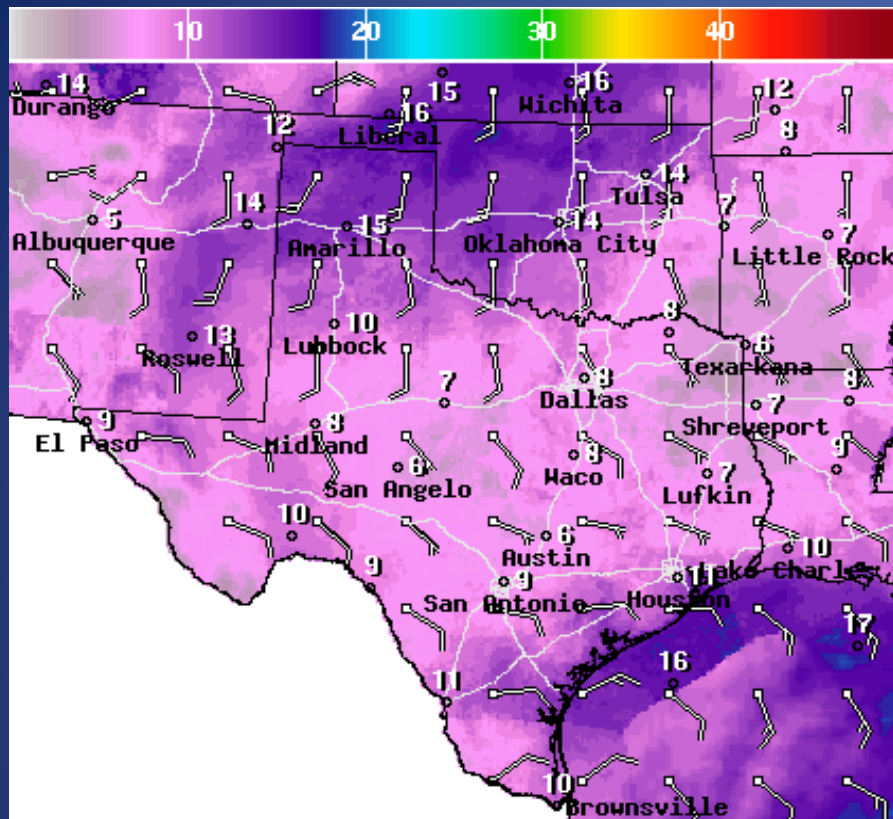 10 20 30 40
14 15 16 12
Durango 16 Wichita
12 Liberal 8
14 14
5 14 15 14 Tulsa 7 7
Albuquerque Amarillo Oklahoma City Little Rock
13 10 8
Roswell Lubbock 6
Texarkana
7 8 8
9 8 Dallas 7
El Paso Midland Shreveport
6 8 9
San Angelo Waco 7
Lufkin
10 6 10
Austin Lake Charles
9 9 11
San Antonio Houston
16 17
11
10
Brownsville